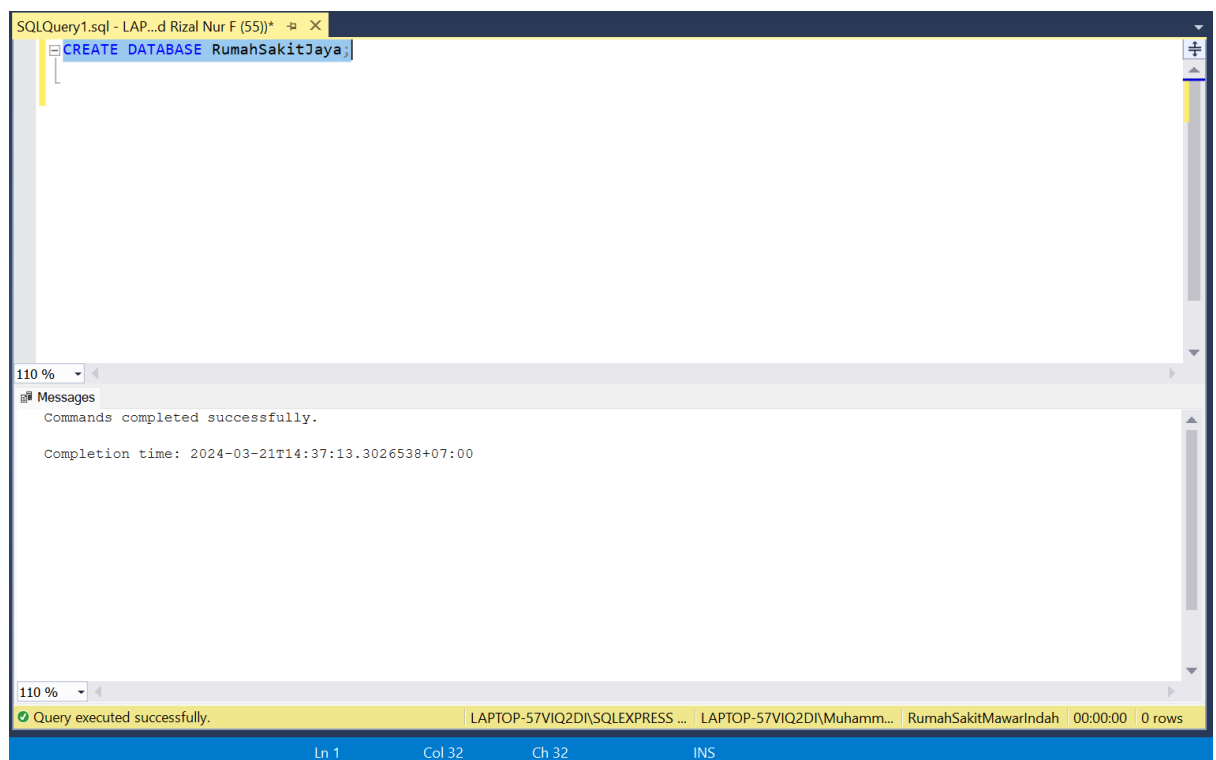 SQLQuery1.sql - LAP...d Rizal Nur F (55))*
CREATE DATABASE RumahSakitJaya;
110 %
Messages
Commands completed successfully.
Completion time: 2024-03-21T14:37:13.3026538+07:00
110 %
Query executed successfully. LAPTOP-57VIQ2DI\SQLEXPRESS ... LAPTOP-57VIQ2DI\Muhamm... RumahSakitMawarIndah 00:00:00 0 rows
Ln 1 Col 32 Ch 32 INS